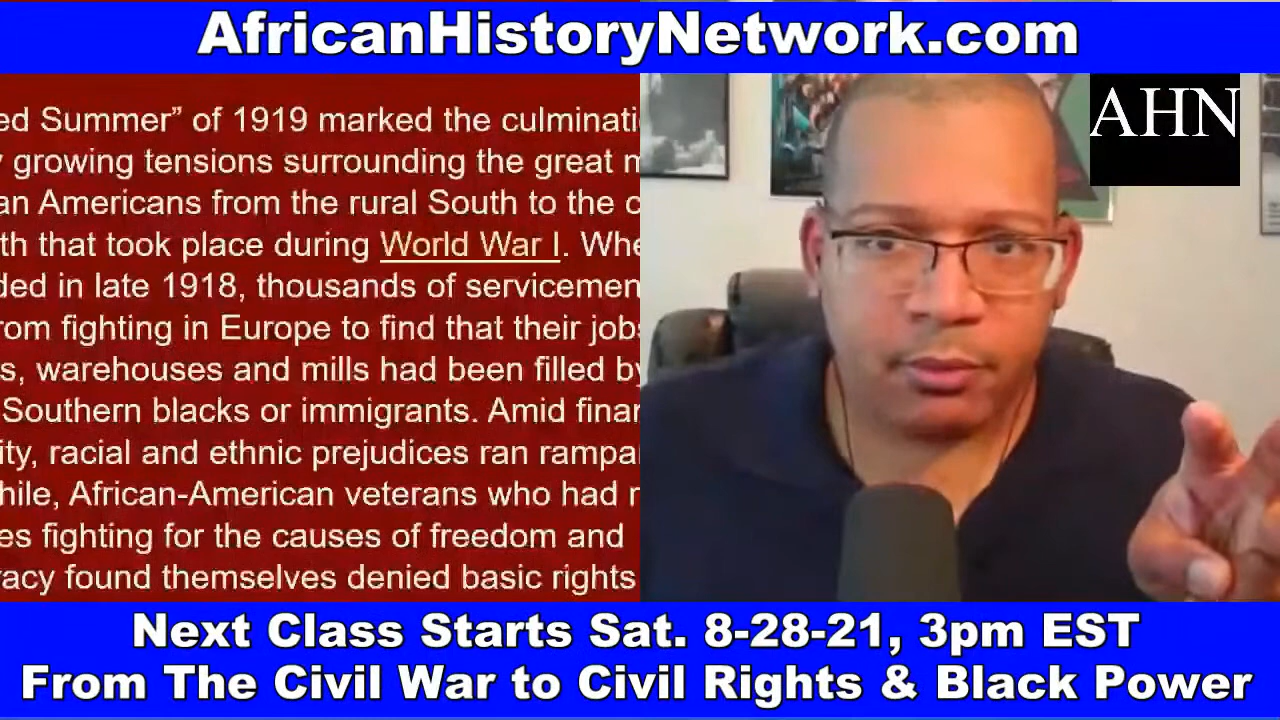 AfricanHistoryNetwork.com
ed Summer” of 1919 marked the culminati
growing tensions surrounding the great
an Americans from the rural South to the
th that took place during World War I. Whe
ded in late 1918, thousands of servicemen
rom fighting in Europe to find that their jobs
s, warehouses and mills had been filled by
Southern blacks or immigrants. Amid finan
ity, racial and ethnic prejudices ran rampa
hile, African-American veterans who had
es fighting for the causes of freedom and
racy found themselves denied basic rights
AHN
Next Class Starts Sat. 8-28-21, 3pm EST
From The Civil War to Civil Rights & Black Power